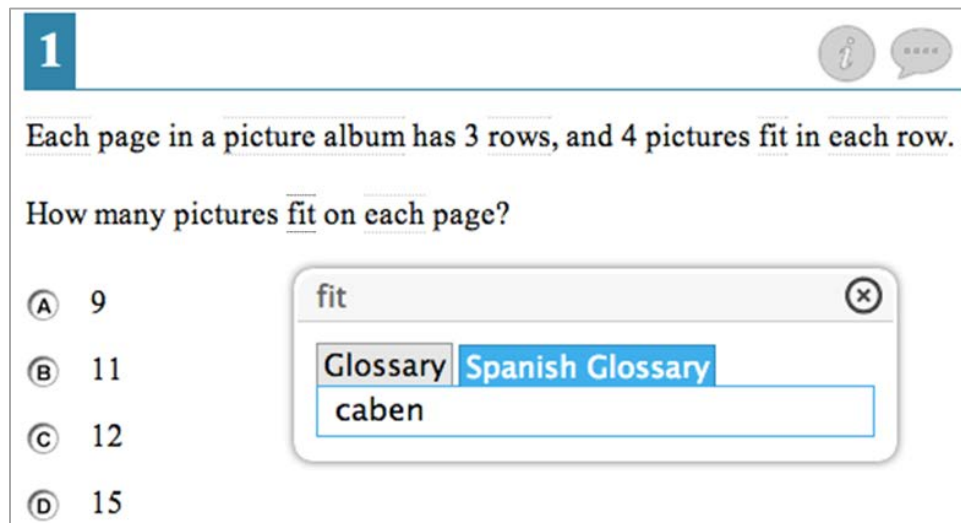 1
Each page in a picture album has 3 rows, and 4 pictures fit in each row.
How many pictures fit on each page?
A 9
B 11
C 12
D 15
fit
Glossary Spanish Glossary
caben